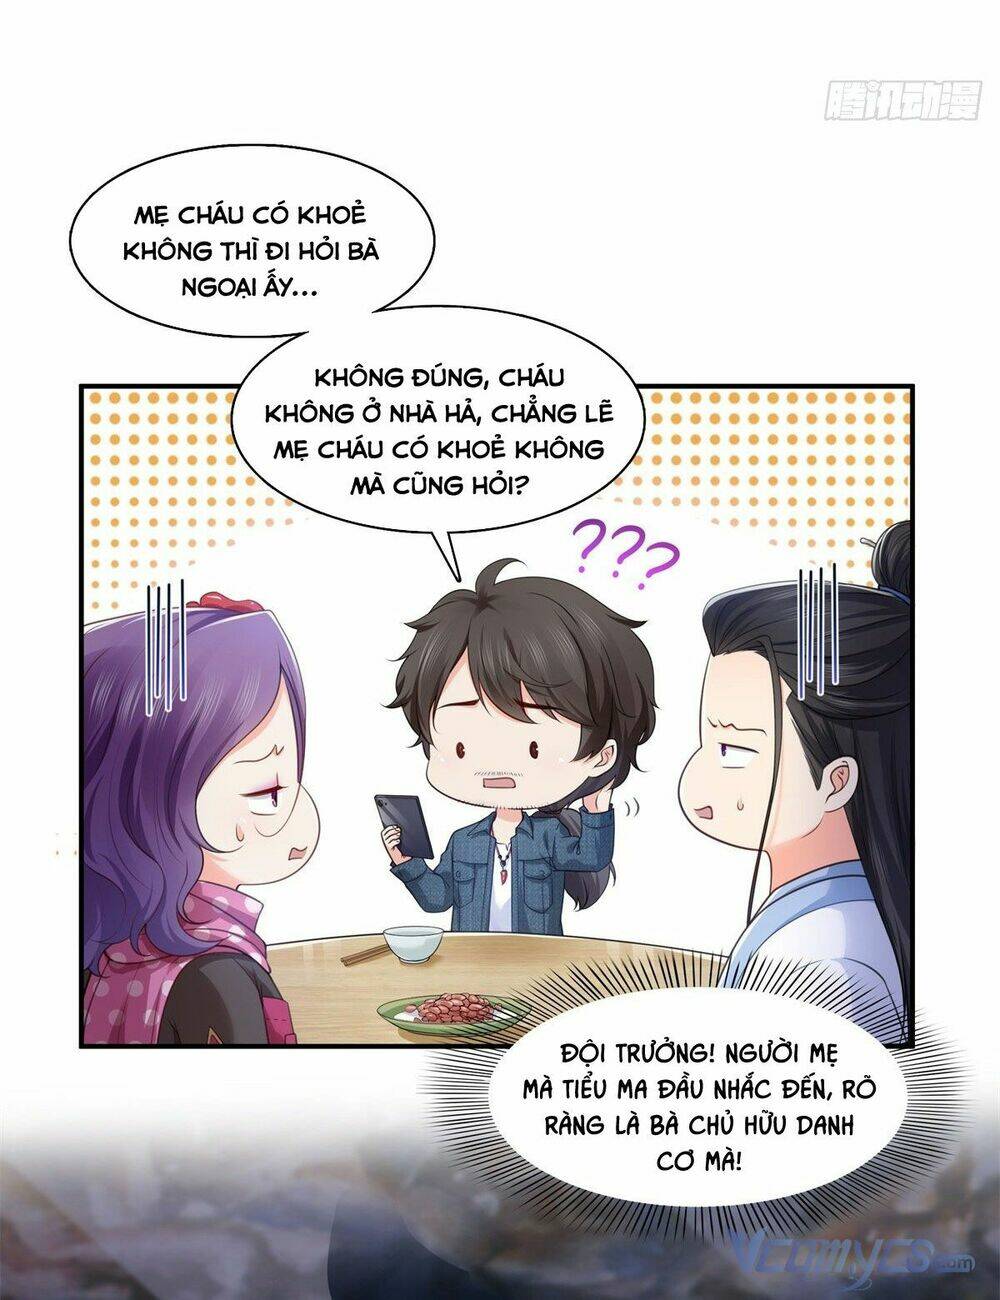 腾讯动漫
MẸ CHÁU CÓ KHOẺ
KHÔNG THÌ ĐI HỎI BÀ
NGOẠI ẤY...
KHÔNG ĐÚNG, CHÁU
KHÔNG Ở NHÀ HẢ, CHẲNG LẼ
MẸ CHÁU CÓ KHOẺ KHÔNG
MÀ CŨNG HỎI?
???
ĐỘI TRƯỞNG! NGƯỜI MẸ
MÀ TIỂU MA ĐẦU NHẮC ĐẾN, RÕ
RÀNG LÀ BÀ CHỦ HỮU DANH
CƠ MÀ!
Vcomycs.com